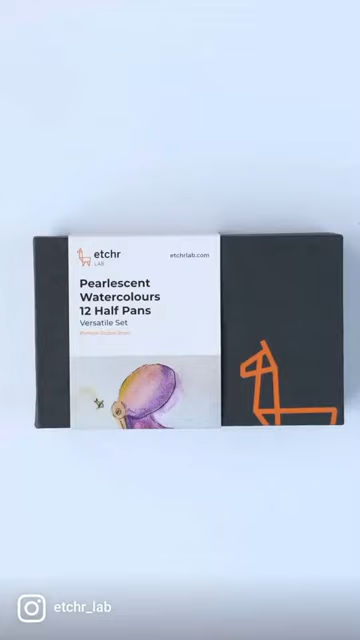 etchr
LAB
etchrlab.com
Pearlescent
Watercolours
12 Half Pans
Versatile Set
etchr_lab